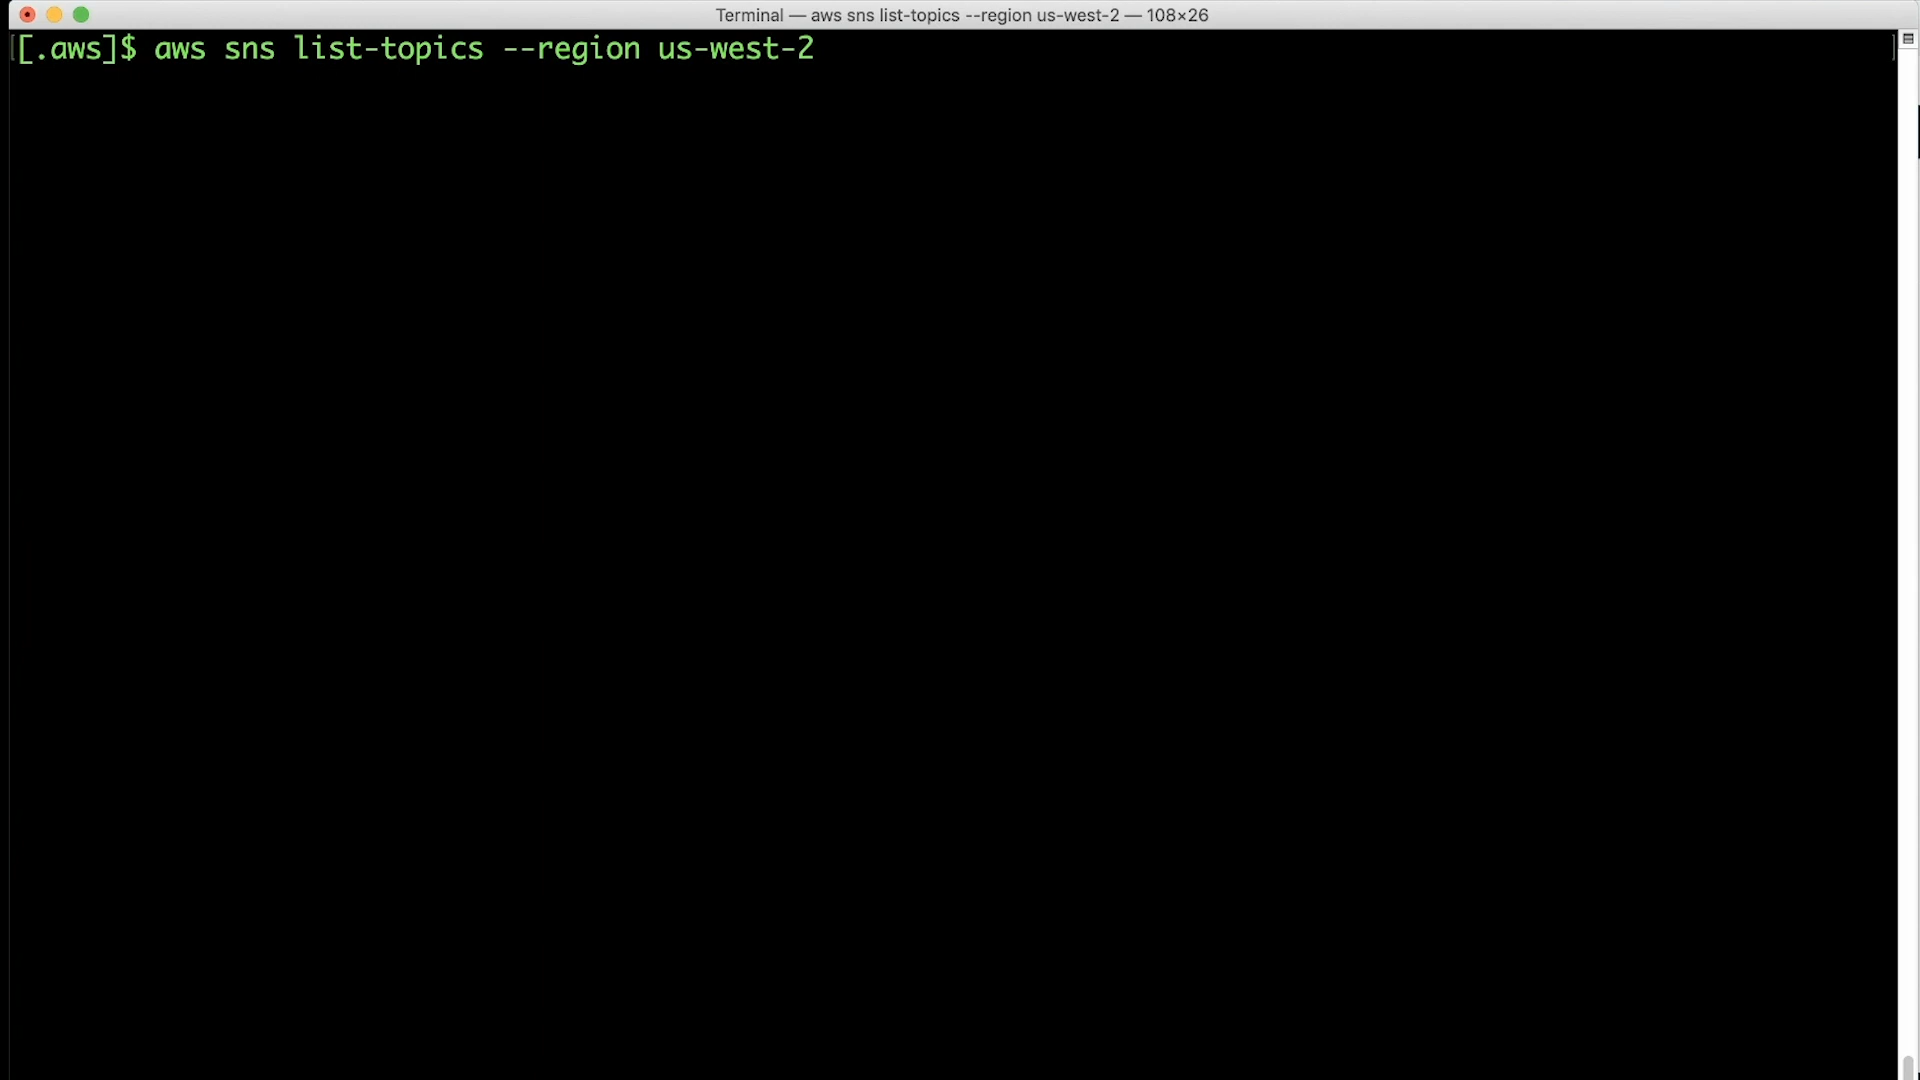 Terminal — aws sns list-topics --region us-west-2 — 108×26
[.aws]$ aws sns list-topics --region us-west-2